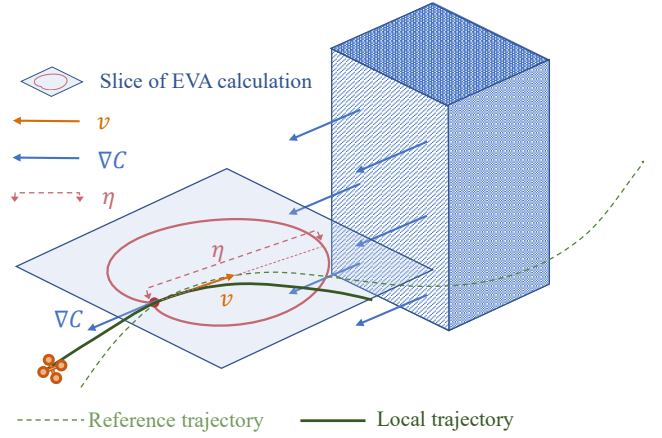 Slice of EVA calculation
v
∇C
η
η
v
∇C
Reference trajectory
Local trajectory